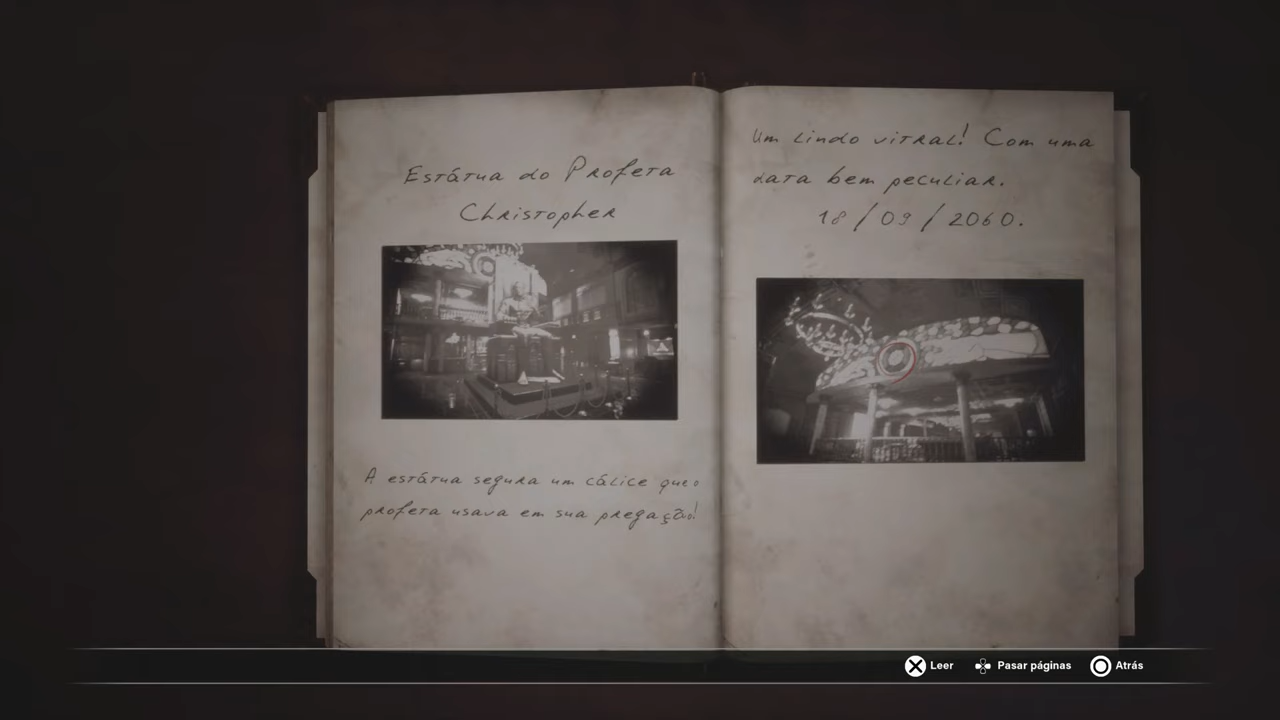 Estátua do Profeta
Christopher
A estátua segura um cálice que o
profeta usava em sua pregação!
Um lindo vitral! Com uma
data bem peculiar.
18/09/2060.
Leer
Pasar páginas
Atrás